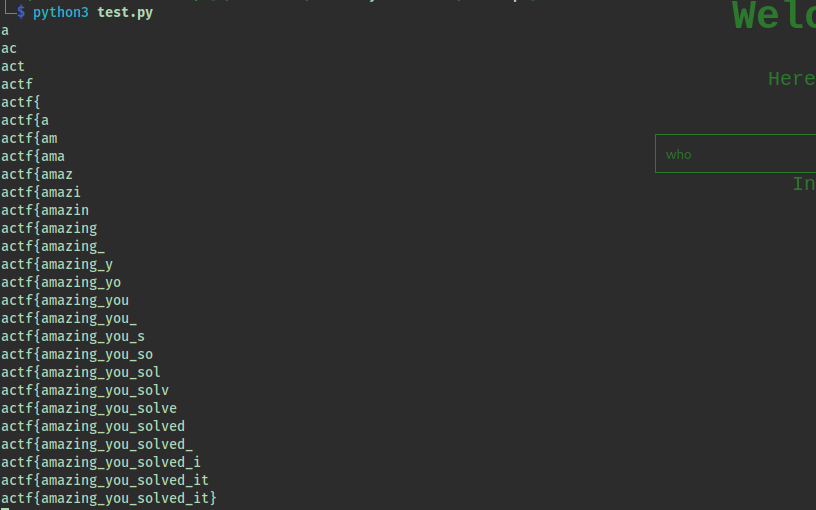 └─$ python3 test.py
a
ac
act
actf
actf{
actf{a
actf{am
actf{ama
actf{amaz
actf{amazi
actf{amazin
actf{amazing
actf{amazing_
actf{amazing_y
actf{amazing_yo
actf{amazing_you
actf{amazing_you_
actf{amazing_you_s
actf{amazing_you_so
actf{amazing_you_sol
actf{amazing_you_solv
actf{amazing_you_solve
actf{amazing_you_solved
actf{amazing_you_solved_
actf{amazing_you_solved_i
actf{amazing_you_solved_it
actf{amazing_you_solved_it}
Welc
Here
who
In